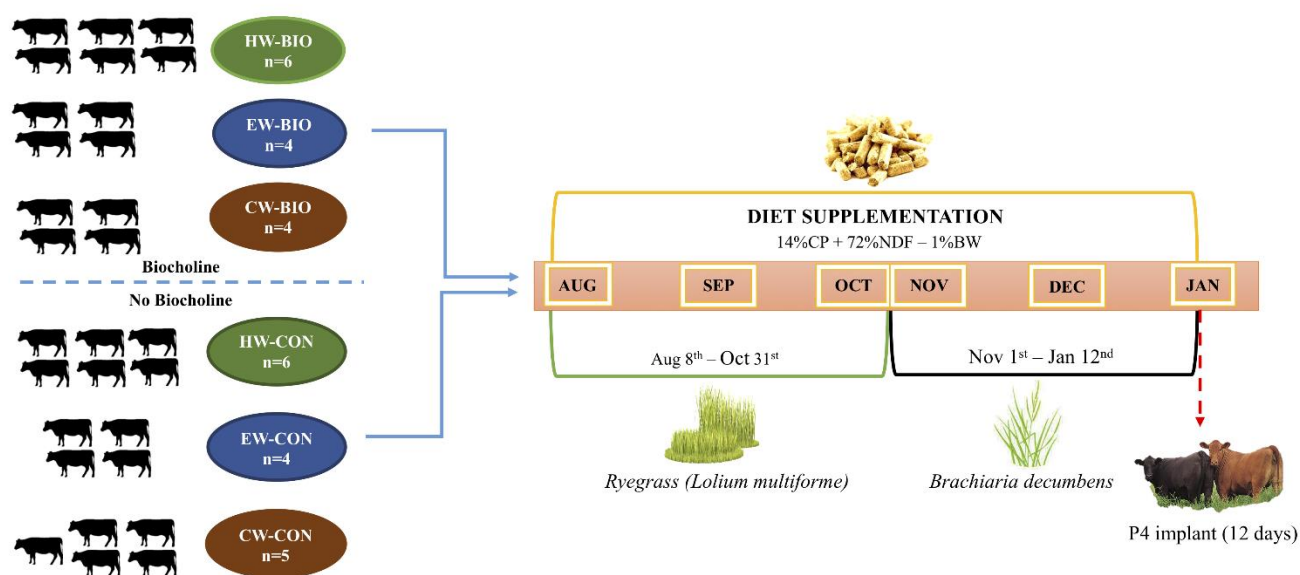 HW-BIO
n=6
EW-BIO
n=4
CW-BIO
n=4
Biocholine
No Biocholine
HW-CON
n=6
EW-CON
n=4
CW-CON
n=5
DIET SUPPLEMENTATION
14%CP + 72%NDF – 1%BW
AUG SEP OCT NOV DEC JAN
Aug 8th – Oct 31st
Nov 1st – Jan 12nd
Ryegrass (Lolium multiforme)
Brachiaria decumbens
P4 implant (12 days)